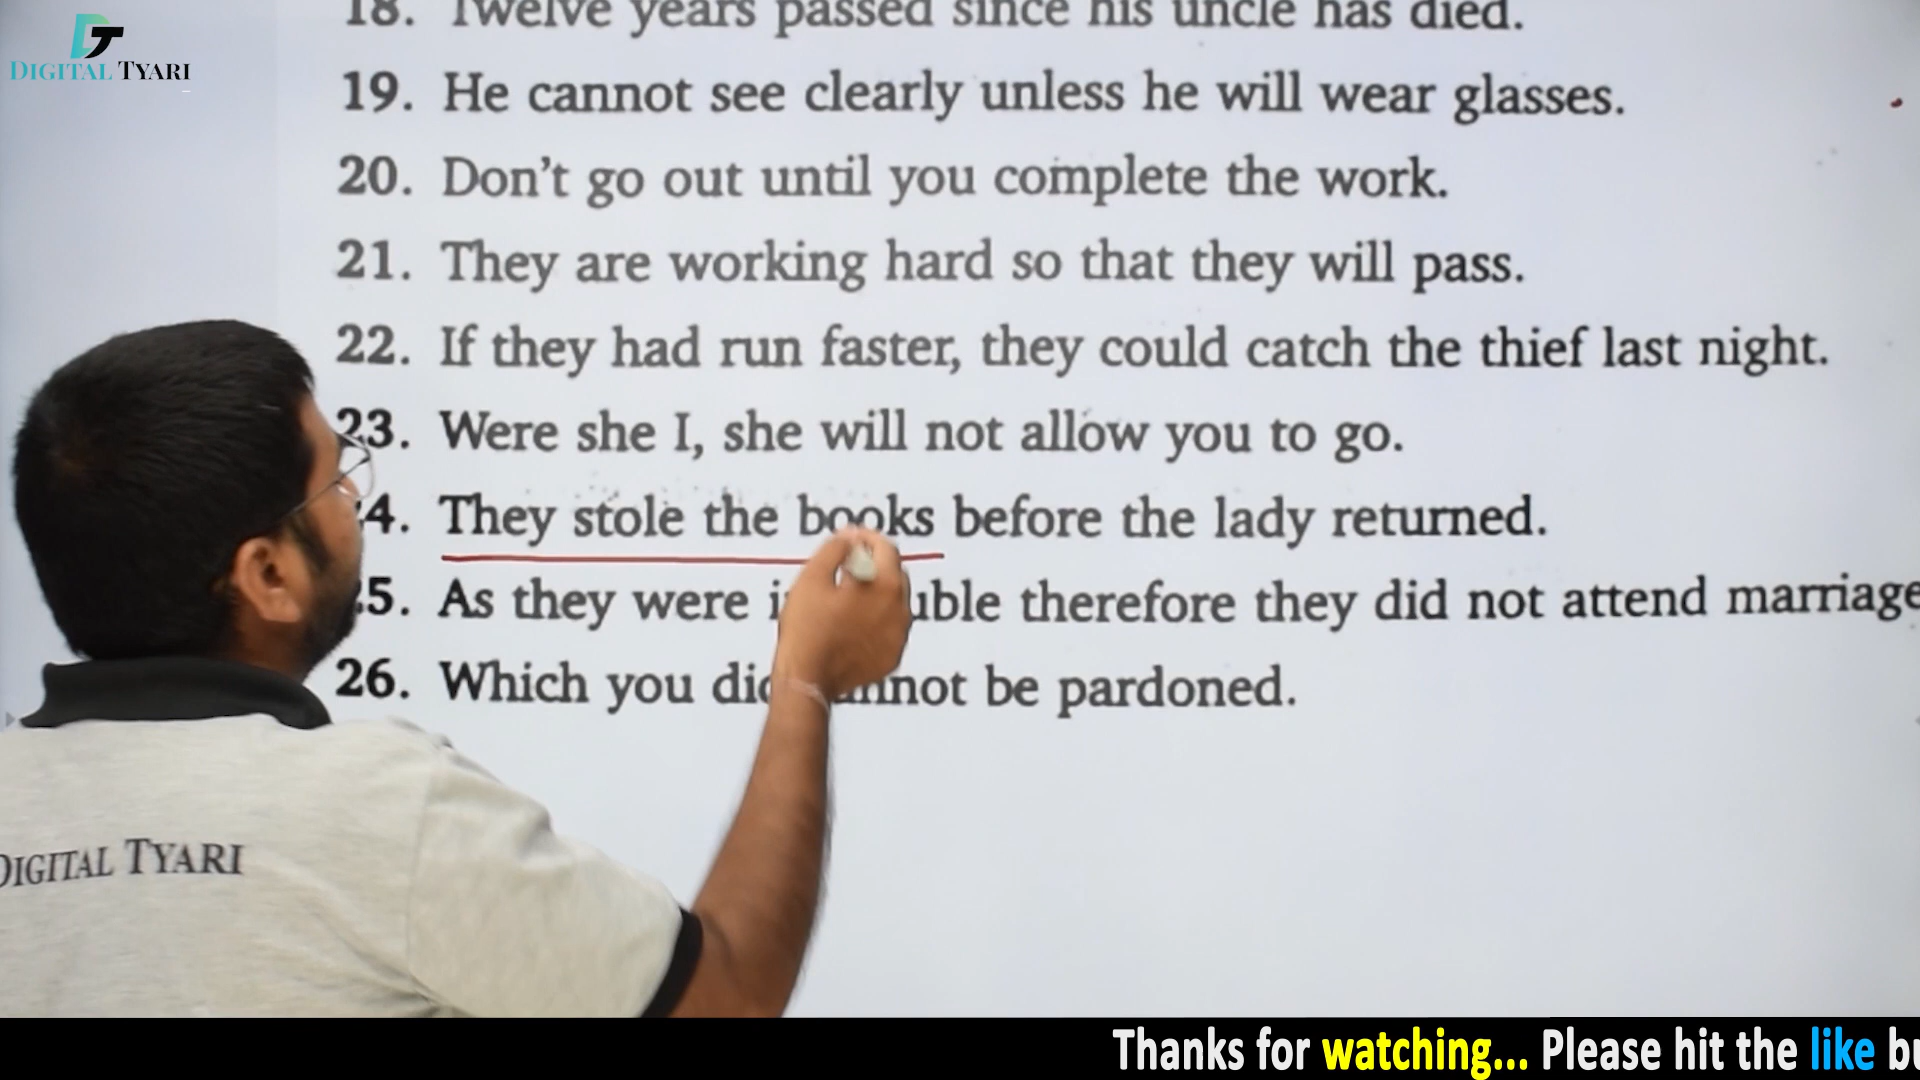 DT
DIGITAL TYARI
18. Twelve years passed since his uncle has died.
19. He cannot see clearly unless he will wear glasses.
20. Don't go out until you complete the work.
21. They are working hard so that they will pass.
22. If they had run faster, they could catch the thief last night.
23. Were she I, she will not allow you to go.
4. They stole the books before the lady returned.
5. As they were therefore they did not attend marriage
26. Which you be pardoned.
DIGITAL TYARI
Thanks for watching... Please hit the like bu